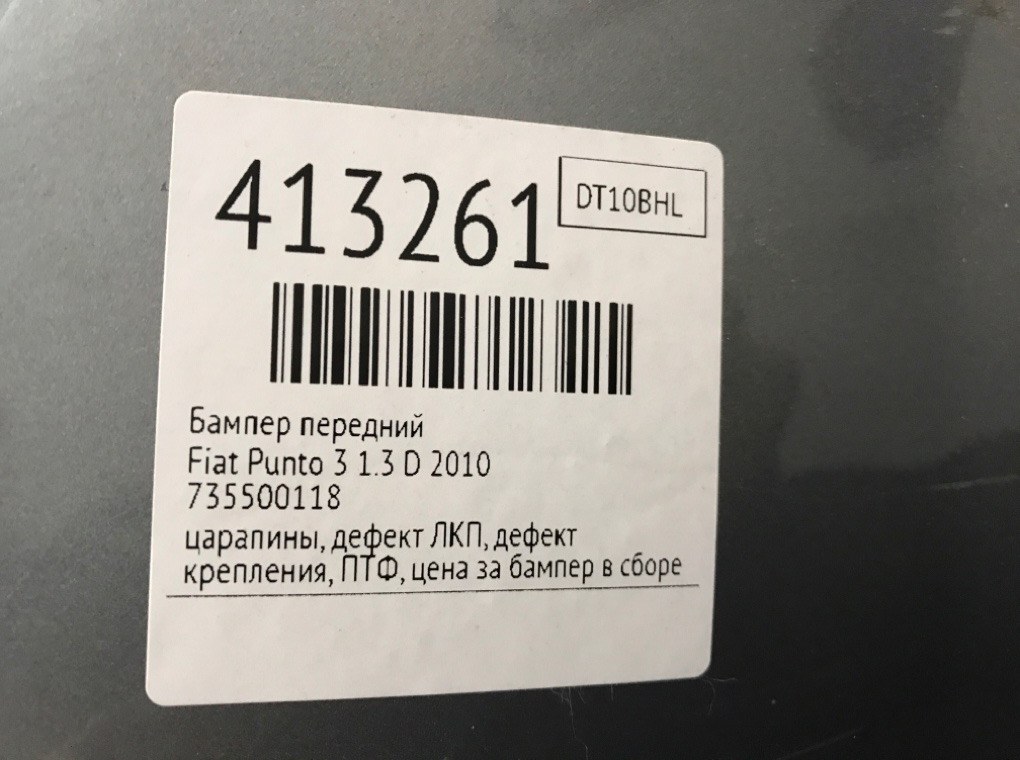 413261
DT10BHL
Бампер передний
Fiat Punto 3 1.3 D 2010
735500118
царапины, дефект ЛКП, дефект
крепления, ПТФ, цена за бампер в сборе